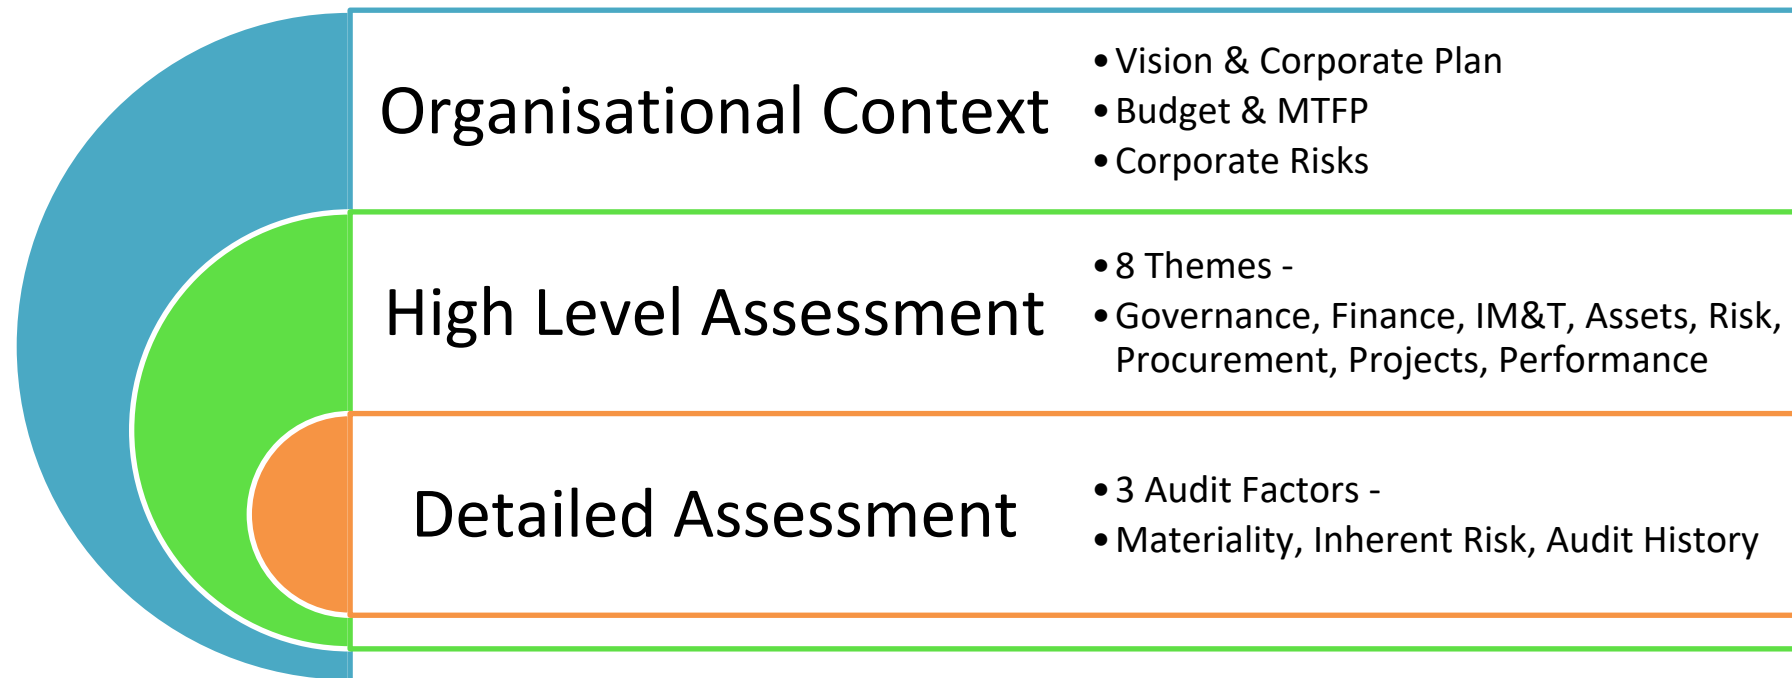 Organisational Context
•Vision & Corporate Plan
•Budget & MTFP
•Corporate Risks
High Level Assessment
•8 Themes -
•Governance, Finance, IM&T, Assets, Risk,
Procurement, Projects, Performance
Detailed Assessment
•3 Audit Factors -
•Materiality, Inherent Risk, Audit History